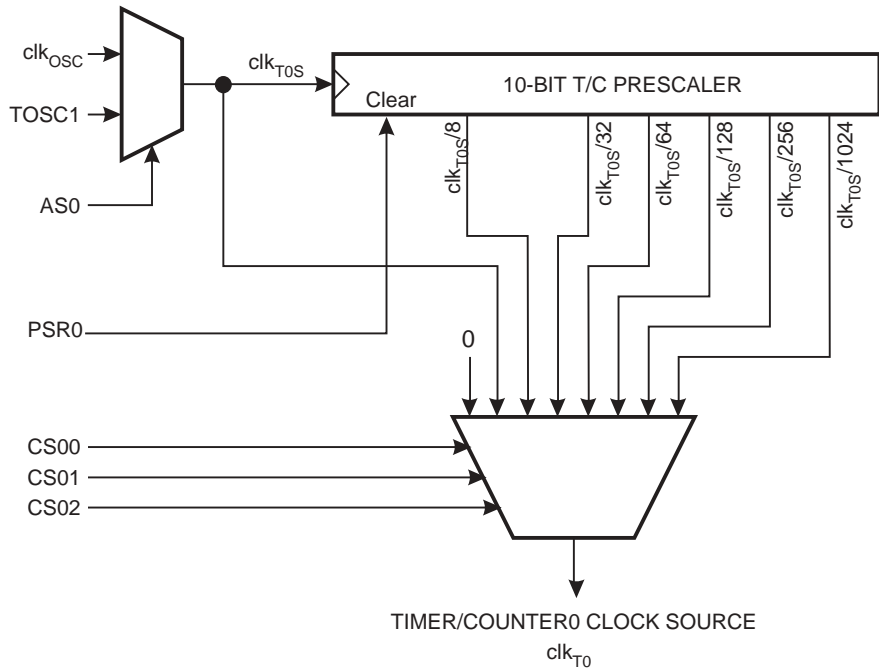 clkOSC
TOSC1
AS0
PSR0
clkT0S
10-BIT T/C PRESCALER
Clear
clkT0S/8
clkT0S/32
clkT0S/64
clkT0S/128
clkT0S/256
clkT0S/1024
0
CS00
CS01
CS02
TIMER/COUNTER0 CLOCK SOURCE
clkT0